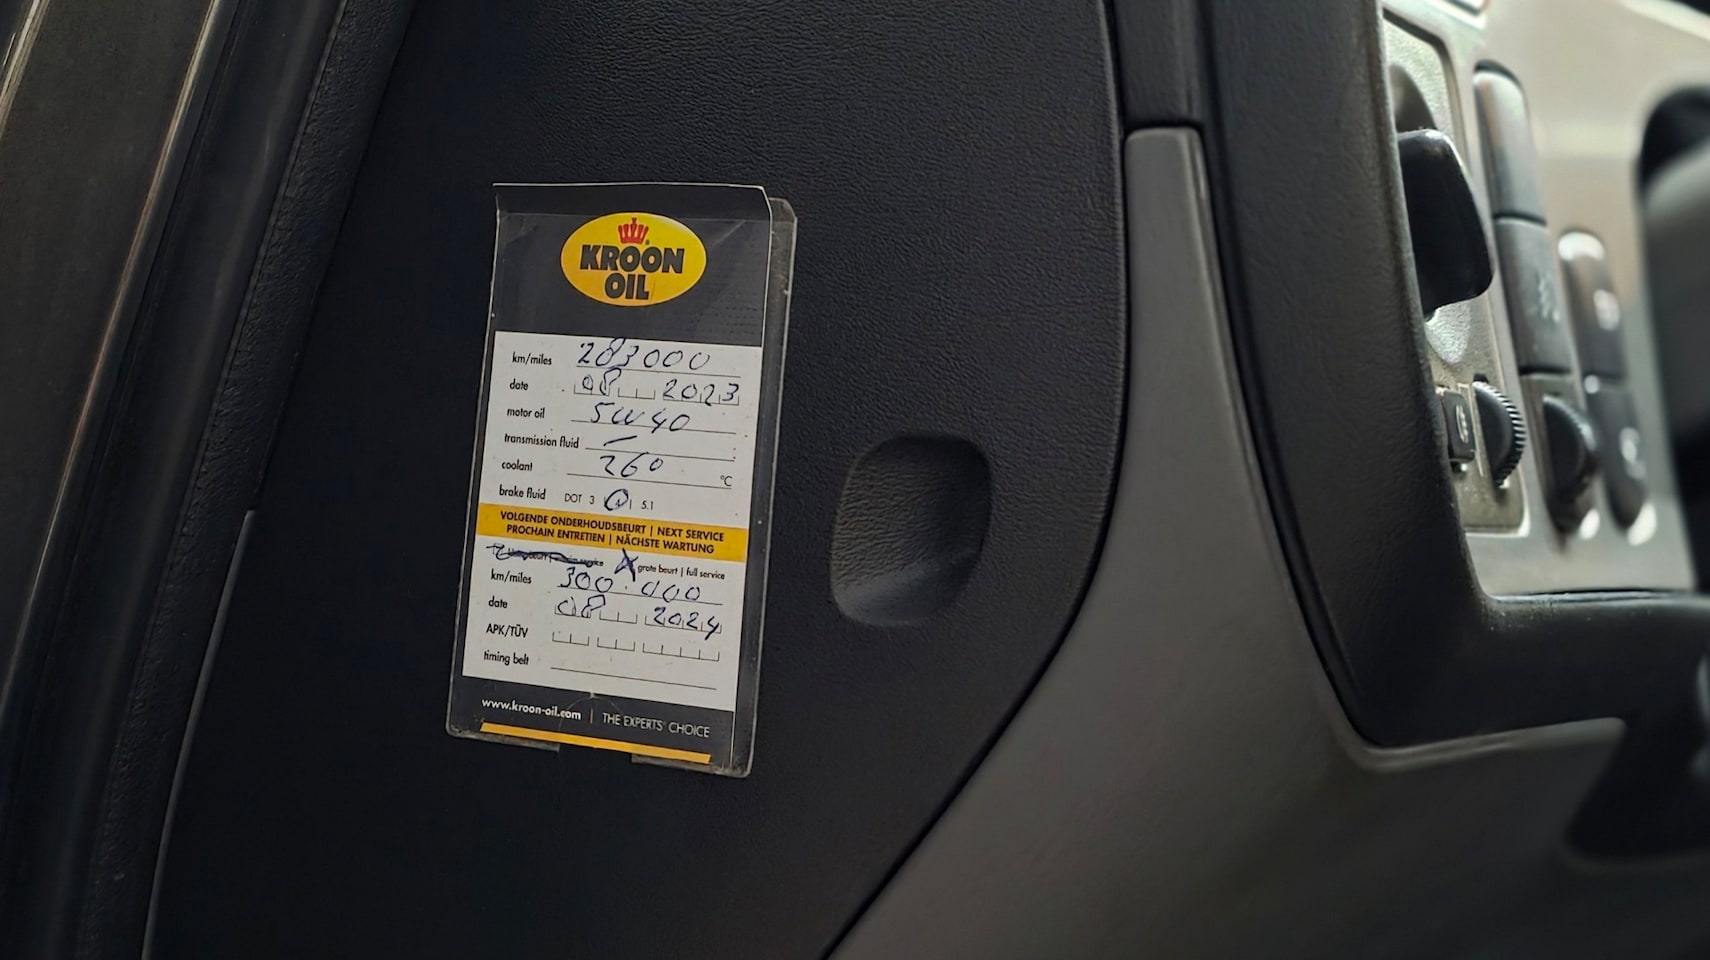 KROON
OIL
km/miles 283000
date 08 2023
motor oil 5W40
transmission fluid –
coolant 260 °C
brake fluid DOT 3 4 5.1
VOLGENDE ONDERHOUDSBEURT | NEXT SERVICE
PROCHAIN ENTRETIEN | NÄCHSTE WARTUNG
X grote beurt | full service
km/miles 300.000
date 08 2024
APK/TÜV
timing belt
www.kroon-oil.com | THE EXPERTS' CHOICE